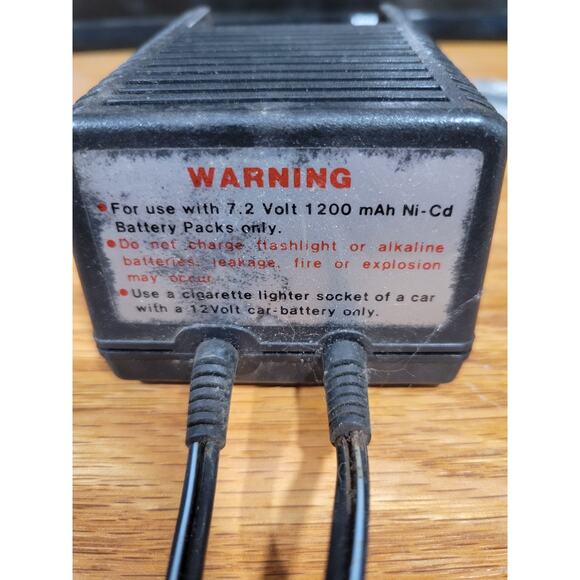 WARNING
• For use with 7.2 Volt 1200 mAh Ni-Cd
Battery Packs only.
• Do not charge flashlight or alkaline
batteries, leakage, fire or explosion
may occur.
• Use a cigarette lighter socket of a car
with a 12Volt car-battery only.